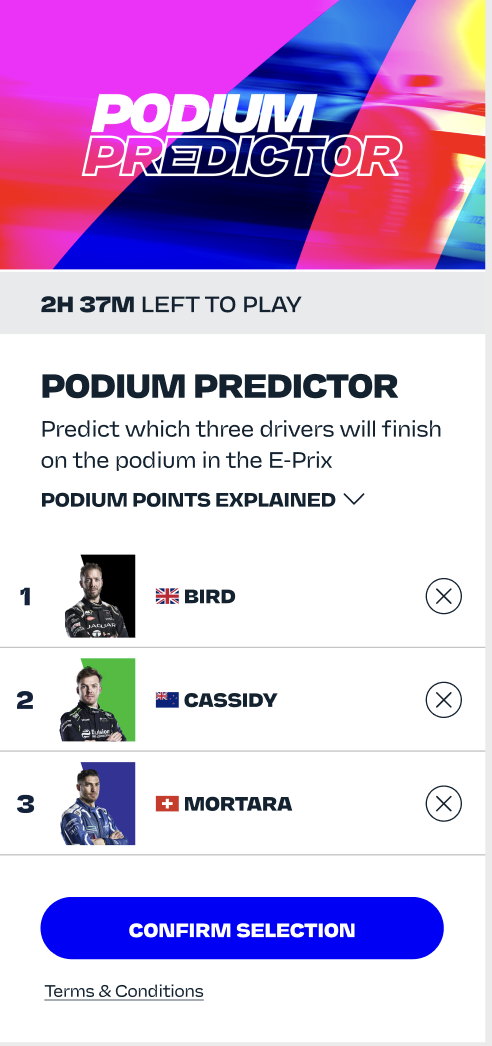 PODIUM
PREDICTOR
2H 37M LEFT TO PLAY
PODIUM PREDICTOR
Predict which three drivers will finish
on the podium in the E-Prix
PODIUM POINTS EXPLAINED
1 BIRD
JAGUAR
2 CASSIDY
3 MORTARA
CONFIRM SELECTION
Terms & Conditions